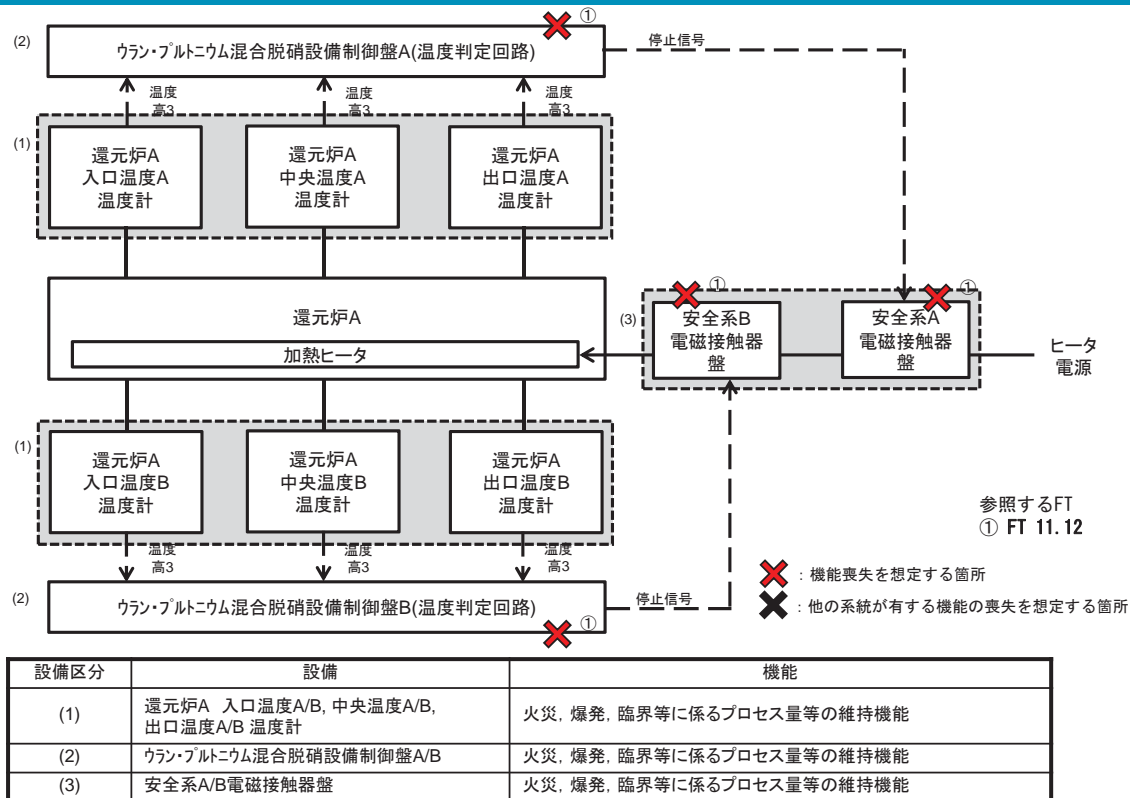 ①
(2)
ウラン・プルトニウム混合脱硝設備制御盤A(温度判定回路)
停止信号
温度
高3
温度
高3
温度
高3
(1)
還元炉A
入口温度A
温度計
還元炉A
中央温度A
温度計
還元炉A
出口温度A
温度計
還元炉A
加熱ヒータ
(3)
①
安全系B
電磁接触器
盤
①
安全系A
電磁接触器
盤
ヒータ
電源
(1)
還元炉A
入口温度B
温度計
還元炉A
中央温度B
温度計
還元炉A
出口温度B
温度計
温度
高3
温度
高3
温度
高3
(2)
ウラン・プルトニウム混合脱硝設備制御盤B(温度判定回路)
停止信号
①
参照するFT
① FT 11.12
：機能喪失を想定する箇所
：他の系統が有する機能の喪失を想定する箇所
設備区分 設備 機能
(1) 還元炉A 入口温度A/B, 中央温度A/B,
出口温度A/B 温度計 火災, 爆発, 臨界等に係るプロセス量等の維持機能
(2) ウラン・プルトニウム混合脱硝設備制御盤A/B 火災, 爆発, 臨界等に係るプロセス量等の維持機能
(3) 安全系A/B電磁接触器盤 火災, 爆発, 臨界等に係るプロセス量等の維持機能